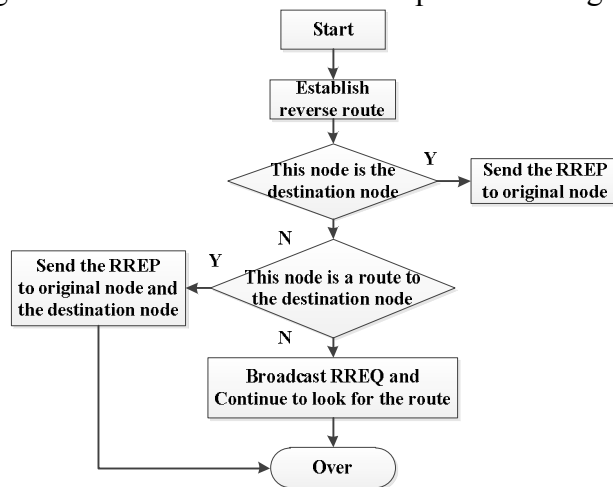 Start
Establish
reverse route
This node is the
destination node
Y
Send the RREP
to original node
N
This node is a route to
the destination node
Y
Send the RREP
to original node and
the destination node
N
Broadcast RREQ and
Continue to look for the route
Over